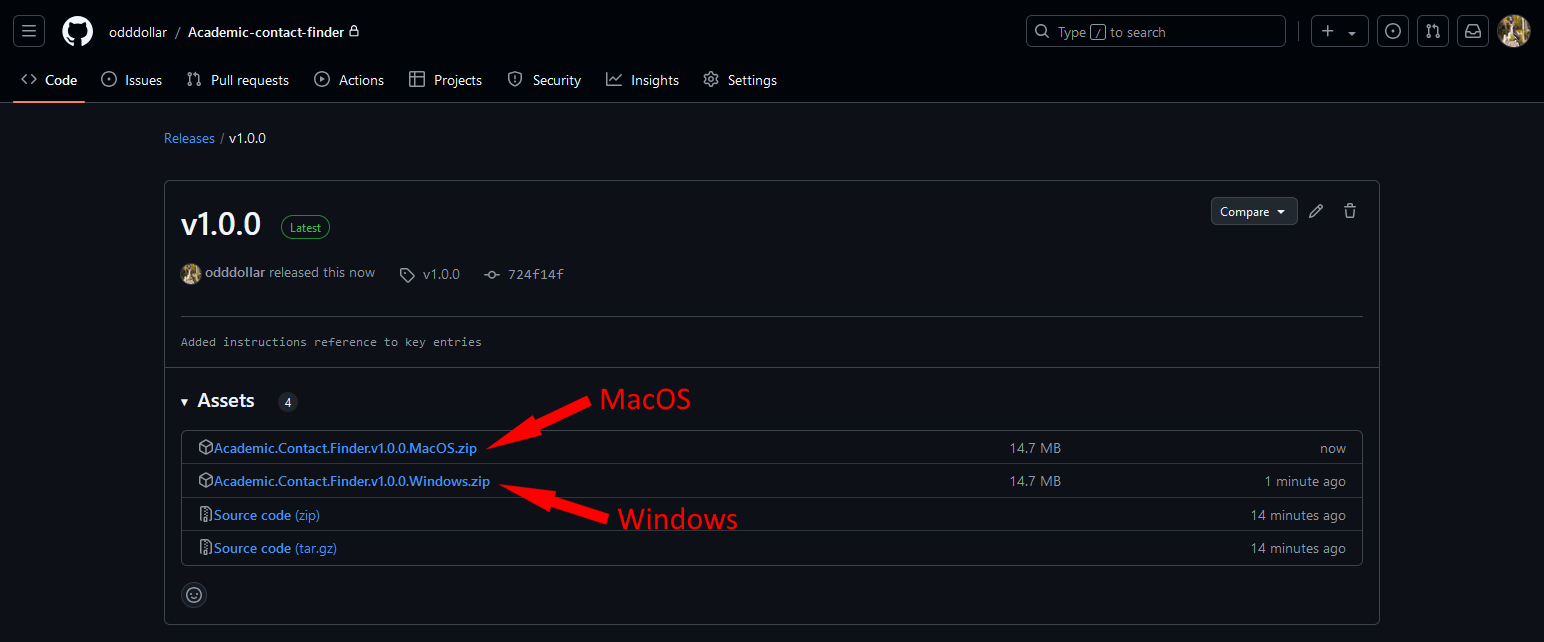 odddollar / Academic-contact-finder
Type / to search
Code Issues Pull requests Actions Projects Security Insights Settings
Releases / v1.0.0
v1.0.0 Latest
Compare
odddollar released this now v1.0.0 724f14f
Added instructions reference to key entries
Assets 4
MacOS
Academic.Contact.Finder.v1.0.0.MacOS.zip 14.7 MB now
Academic.Contact.Finder.v1.0.0.Windows.zip 14.7 MB 1 minute ago
Source code (zip) 14 minutes ago
Windows
Source code (tar.gz) 14 minutes ago